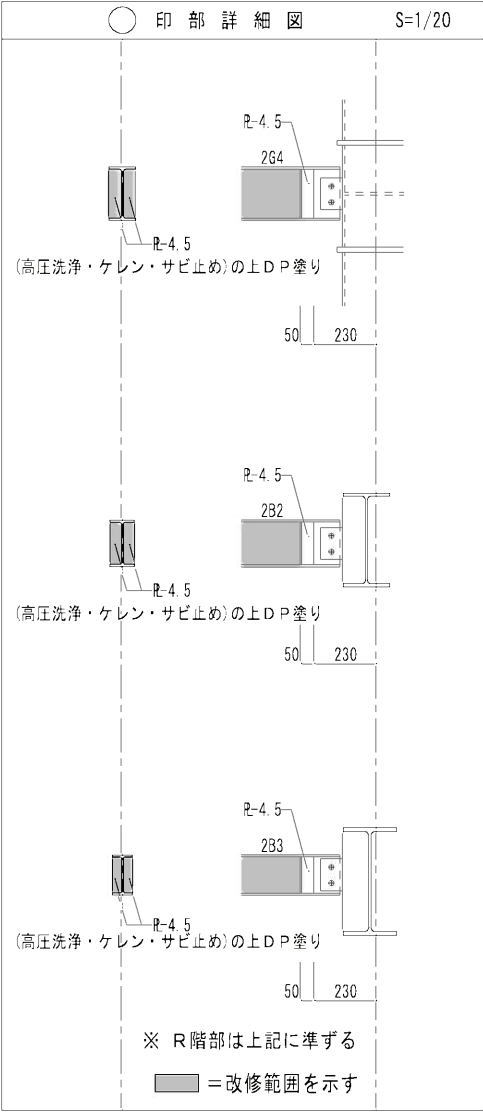 印部詳細図 S=1/20
PL-4.5
2G4
PL-4.5
(高圧洗浄・ケレン・サビ止め)の上DP塗り
50 230
PL-4.5
2B2
PL-4.5
(高圧洗浄・ケレン・サビ止め)の上DP塗り
50 230
PL-4.5
2B3
PL-4.5
(高圧洗浄・ケレン・サビ止め)の上DP塗り
50 230
※ R階部は上記に準ずる
=改修範囲を示す